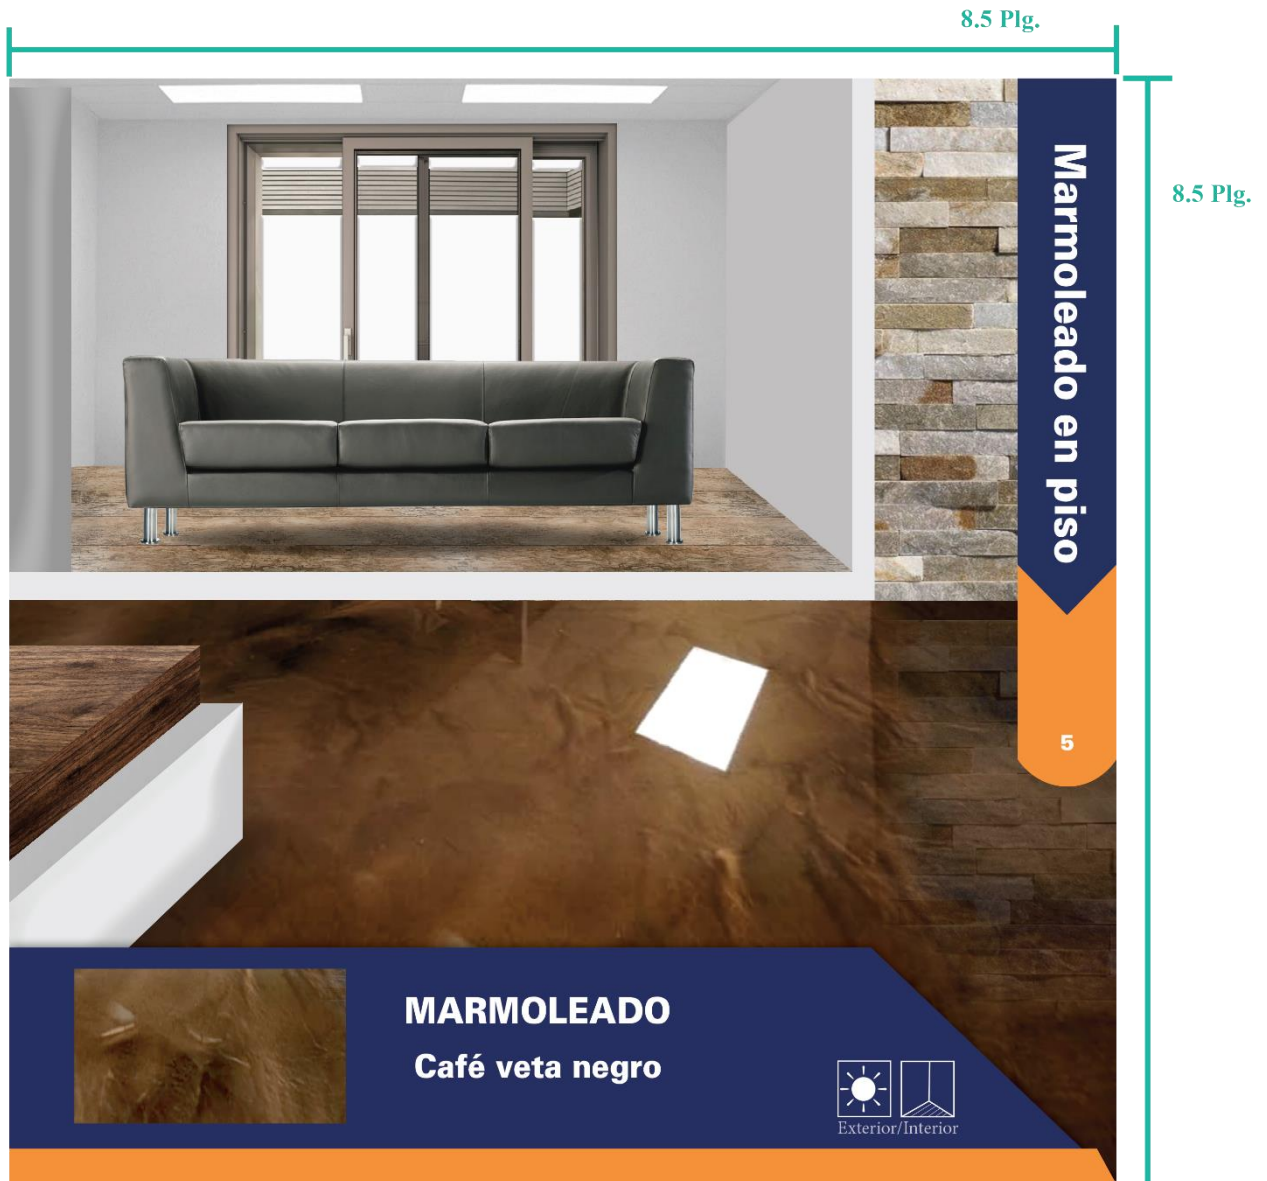 8.5 Plg.
8.5 Plg.
Marmoleado en piso
5
MARMOLEADO
Café veta negro
Exterior/Interior